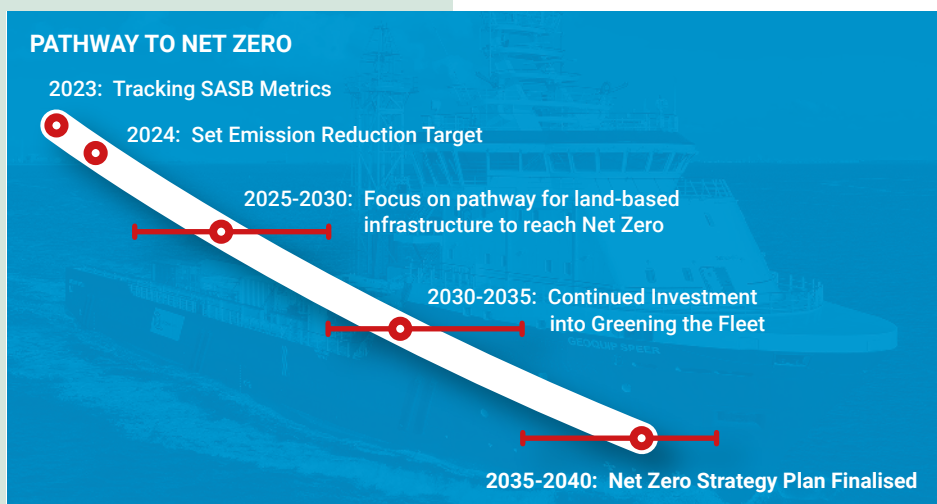 PATHWAY TO NET ZERO
2023: Tracking SASB Metrics
2024: Set Emission Reduction Target
2025-2030: Focus on pathway for land-based
infrastructure to reach Net Zero
2030-2035: Continued Investment
into Greening the Fleet
GEOQUIP SPEER
2035-2040: Net Zero Strategy Plan Finalised